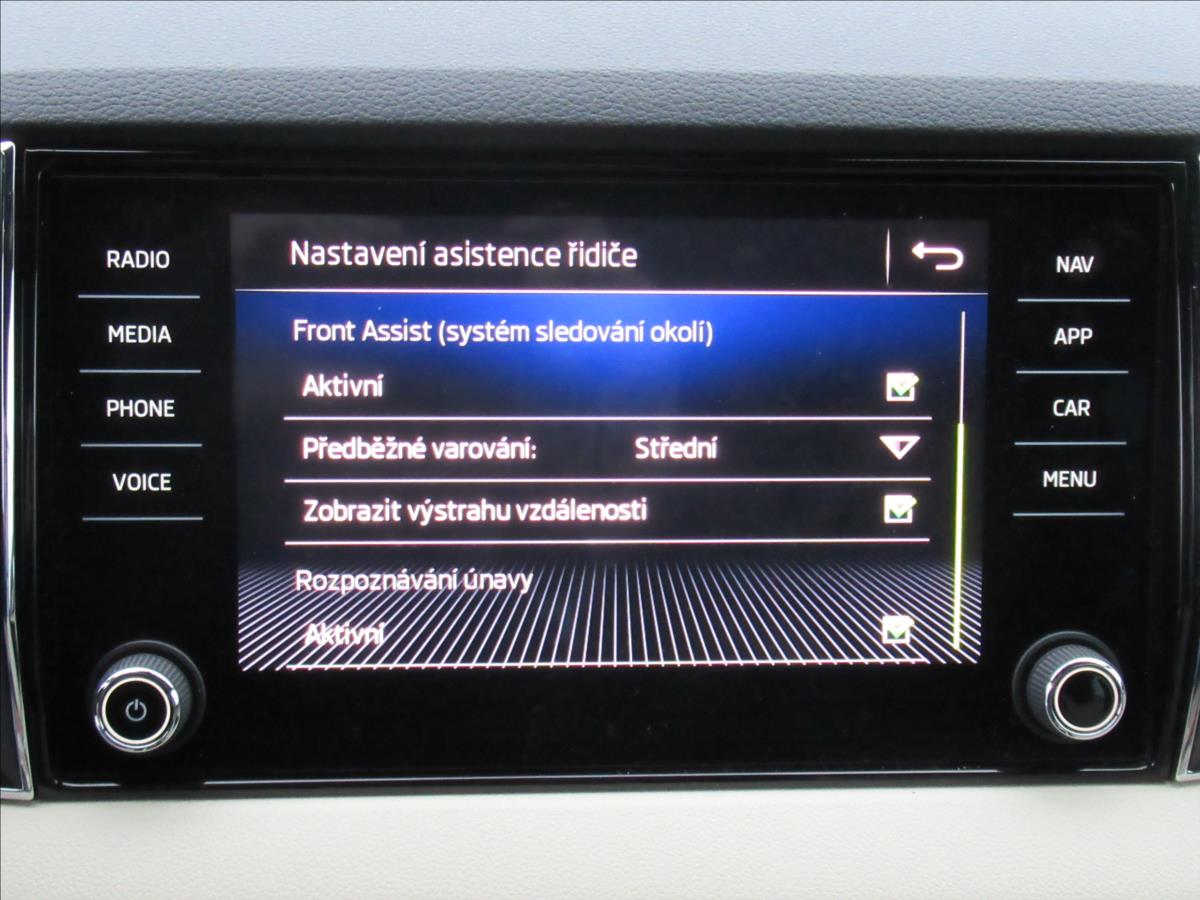 Nastavení asistence řidiče
RADIO
MEDIA
PHONE
VOICE
Front Assist (systém sledování okolí)
Aktivní
Předběžné varování: Střední
Zobrazit výstrahu vzdálenosti
Rozpoznávání únavy
Aktivní
NAV
APP
CAR
MENU